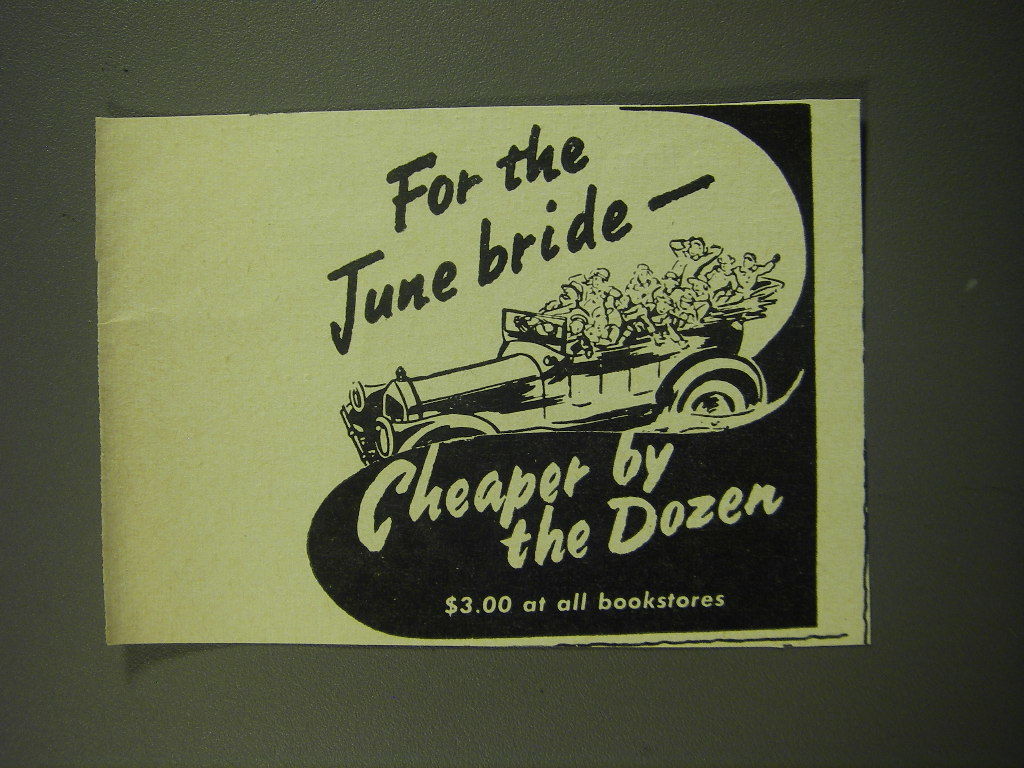 For the
June bride—
Cheaper by
the Dozen
$3.00 at all bookstores